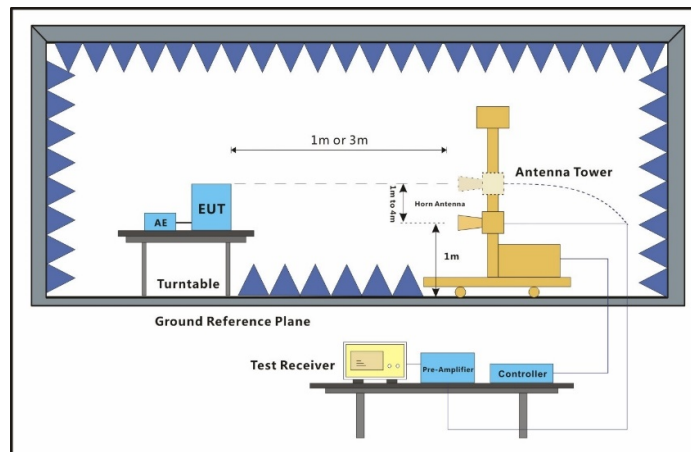 1m or 3m
Antenna Tower
1m to 4m
Horn Antenna
EUT
AE
1m
Turntable
Ground Reference Plane
Test Receiver
Pre-Amplifier
Controller